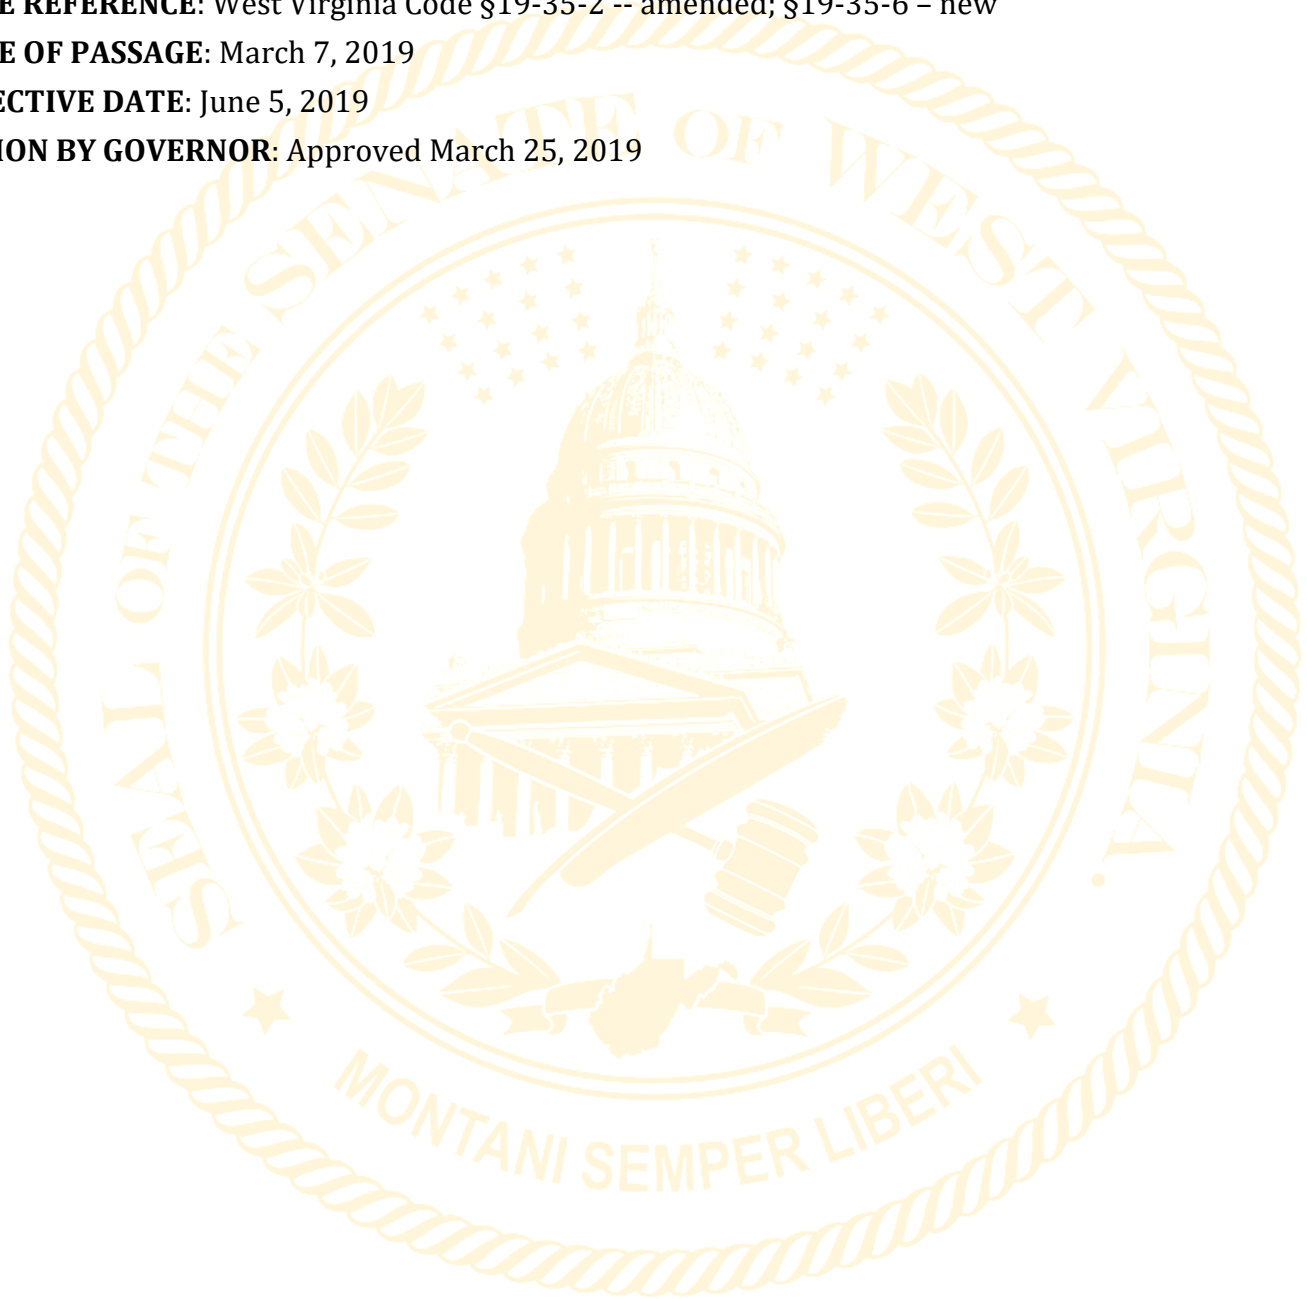 E REFERENCE: West Virginia Code §19-35-2 -- amended; §19-35-6 – new
E OF PASSAGE: March 7, 2019
ECTIVE DATE: June 5, 2019
ION BY GOVERNOR: Approved March 25, 2019
SEAL OF THE SENATE OF WEST VIRGINIA
MONTANI SEMPER LIBERI